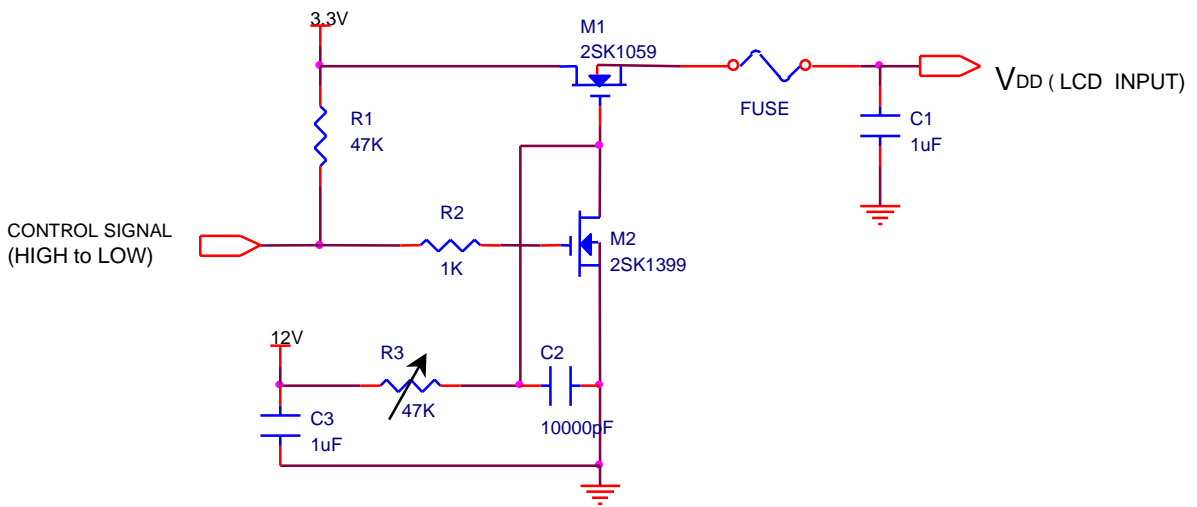 3.3V
M1
2SK1059
FUSE
VDD ( LCD INPUT)
R1
47K
C1
1uF
CONTROL SIGNAL
(HIGH to LOW)
R2
1K
M2
2SK1399
12V
R3
47K
C2
10000pF
C3
1uF